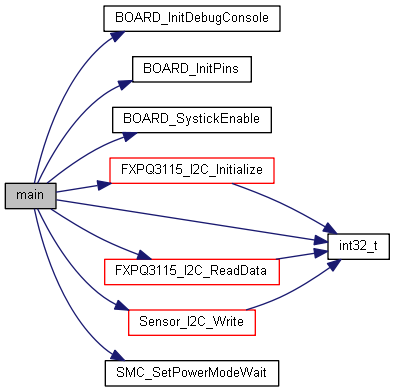 BOARD_InitDebugConsole
BOARD_InitPins
BOARD_SystickEnable
FXPQ3115_I2C_Initialize
main
int32_t
FXPQ3115_I2C_ReadData
Sensor_I2C_Write
SMC_SetPowerModeWait